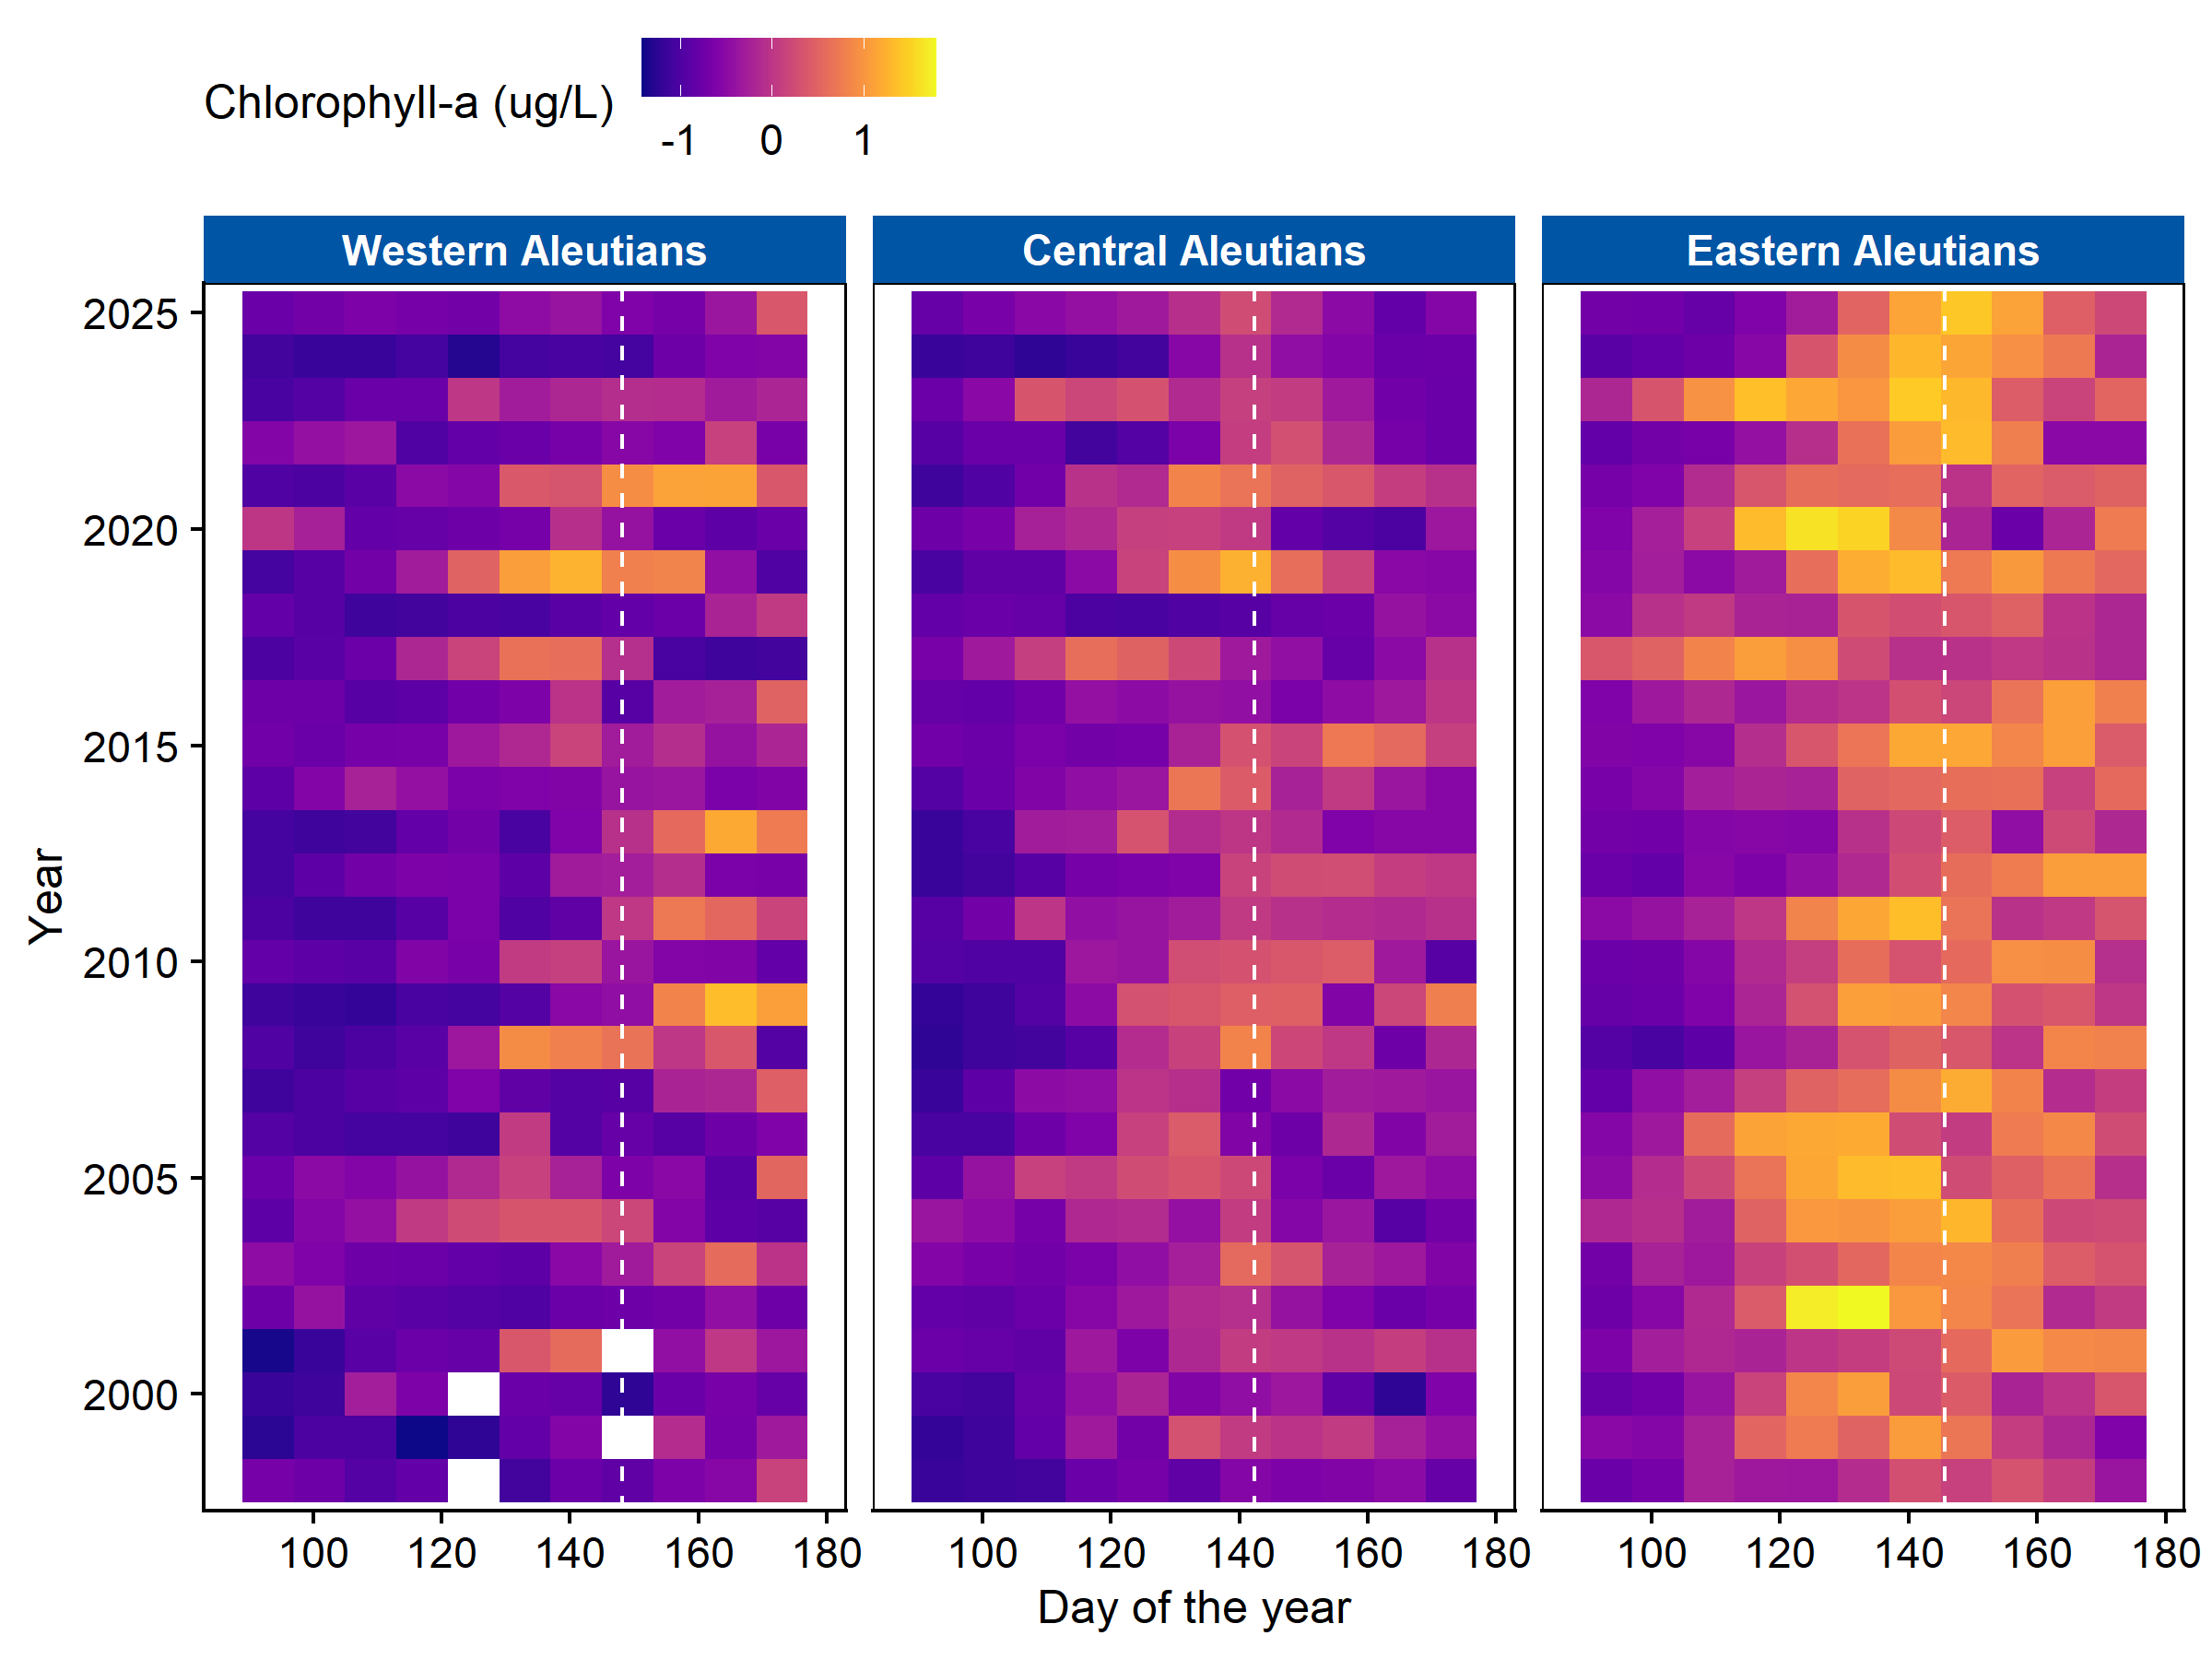 Chlorophyll-a (ug/L)
-1 0 1
Western Aleutians Central Aleutians Eastern Aleutians
Year
2025
2020
2015
2010
2005
2000
100 120 140 160 180 100 120 140 160 180 100 120 140 160 180
Day of the year